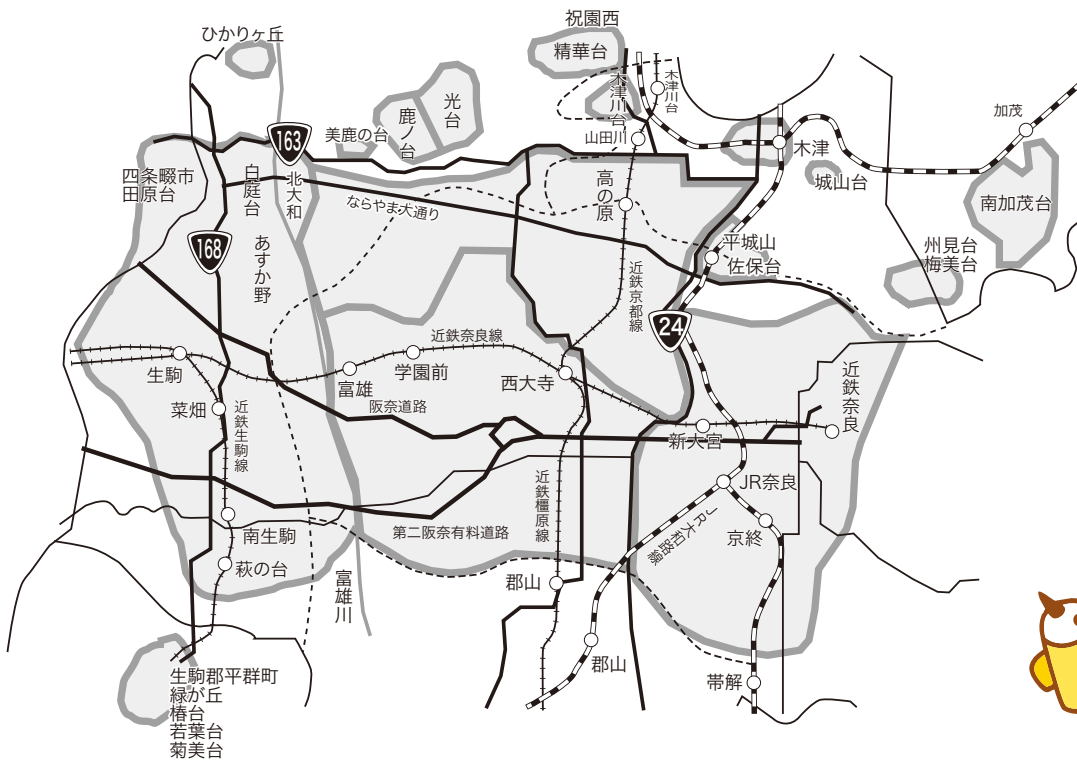 ひかりヶ丘
祝園西
精華台
木津川台
木津川台
山田川
光台
鹿ノ台
美鹿の台
163
加茂
木津
城山台
南加茂台
四条畷市
田原台
白庭台
北大和
ならやま大通り
高の原
168
あすか野
平城山
佐保台
州見台
梅美台
近鉄京都線
24
近鉄奈良線
生駒
富雄
学園前
西大寺
近鉄奈良
菜畑
近鉄生駒線
阪奈道路
新大宮
近鉄橿原線
JR奈良
JR大和路線
京終
南生駒
第二阪奈有料道路
萩の台
富雄川
郡山
郡山
帯解
生駒郡平群町
緑が丘
椿台
若葉台
菊美台